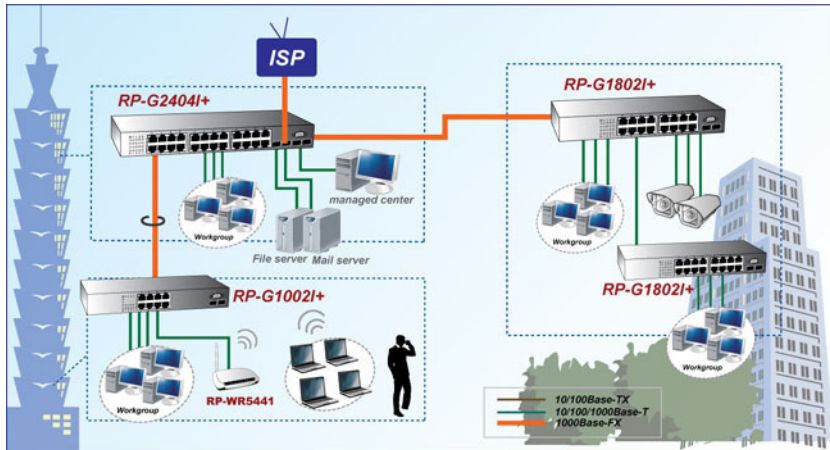 ISP
RP-G2404I+
managed center
Workgroup
File server
Mail server
RP-G1002I+
Workgroup
RP-WR5441
RP-G1802I+
Workgroup
RP-G1802I+
Workgroup
10/100Base-TX
10/100/1000Base-T
1000Base-FX